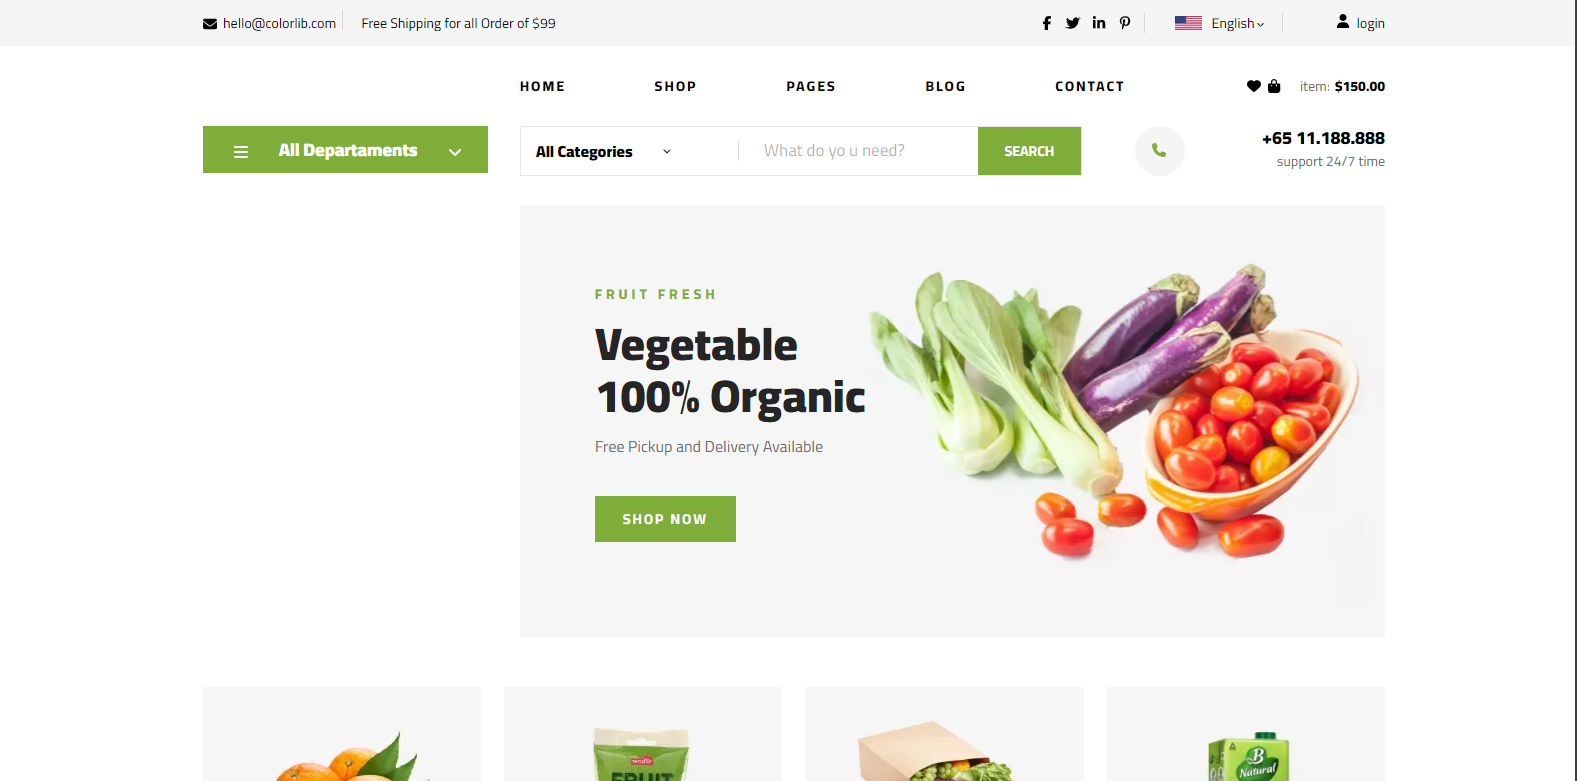 hello@colorlib.com Free Shipping for all Order of $99 English login
HOME SHOP PAGES BLOG CONTACT item: $150.00
All Departaments All Categories What do yo u need? SEARCH +65 11.188.888
support 24/7 time
FRUIT FRESH
Vegetable
100% Organic
Free Pickup and Delivery Available
SHOP NOW
FRUIT
B
Natural